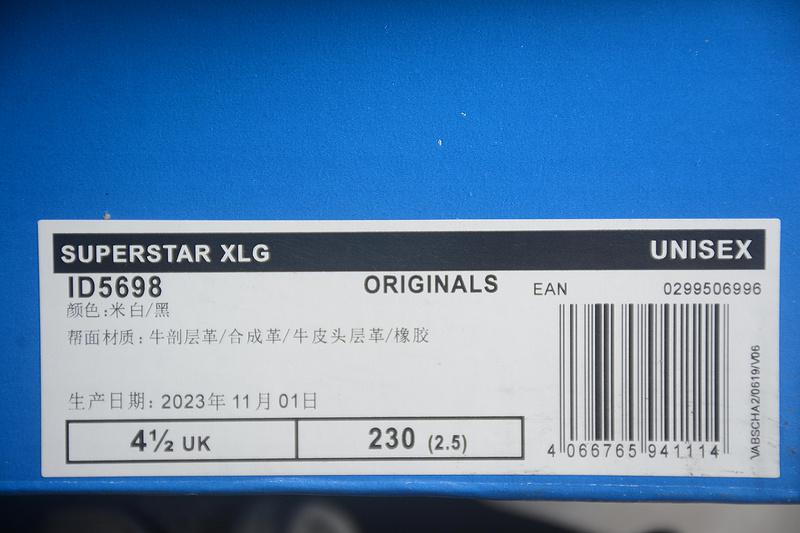 SUPERSTAR XLG UNISEX
ID5698 ORIGINALS EAN 0299506996
颜色:米白/黑
帮面材质: 牛剖层革/合成革/牛皮头层革/橡胶
生产日期: 2023年 11月 01日
4½ UK 230 (2.5)
4 066765 941114
VABSCHA2/0619/V06